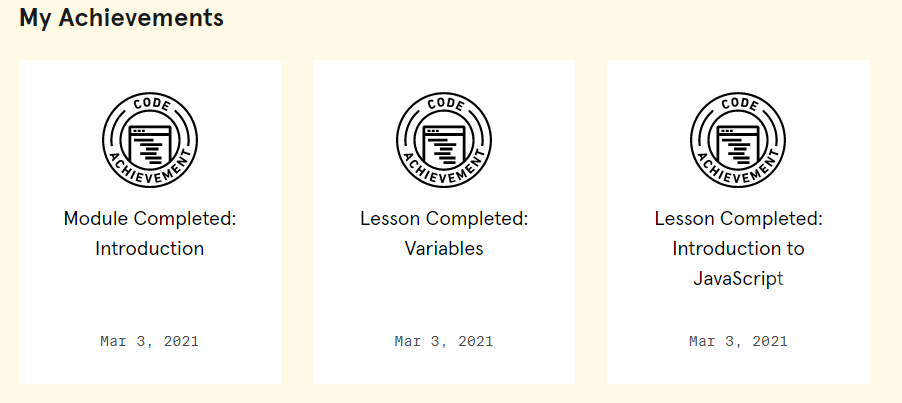 My Achievements
CODE
ACHIEVEMENT
Module Completed:
Introduction
Mar 3, 2021
CODE
ACHIEVEMENT
Lesson Completed:
Variables
Mar 3, 2021
CODE
ACHIEVEMENT
Lesson Completed:
Introduction to
JavaScript
Mar 3, 2021